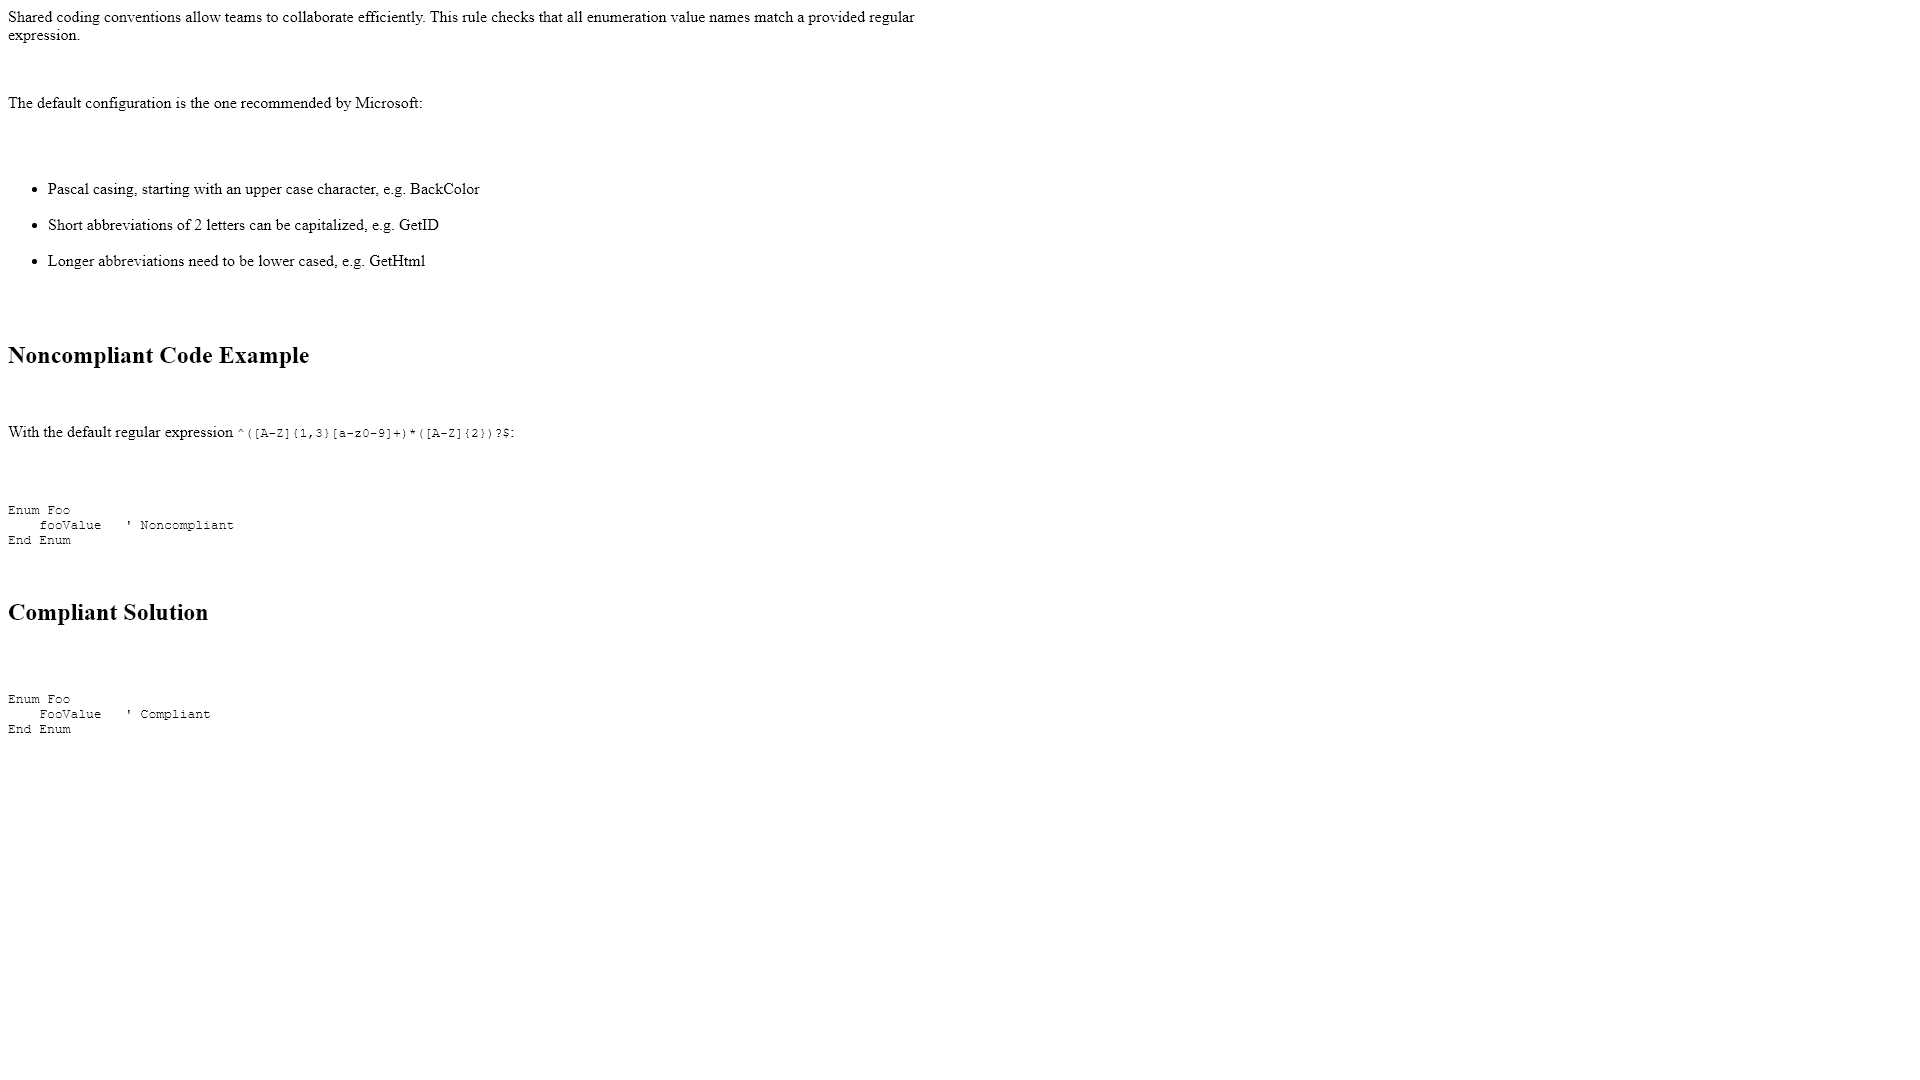 Shared coding conventions allow teams to collaborate efficiently. This rule checks that all enumeration value names match a provided regular
expression.
The default configuration is the one recommended by Microsoft:
• Pascal casing, starting with an upper case character, e.g. BackColor
• Short abbreviations of 2 letters can be capitalized, e.g. GetID
• Longer abbreviations need to be lower cased, e.g. GetHtml
Noncompliant Code Example
With the default regular expression ^([A-Z]{1,3}[a-z0-9]+)*([A-Z]{2})?$:
Enum Foo
    fooValue   ' Noncompliant
End Enum
Compliant Solution
Enum Foo
    FooValue   ' Compliant
End Enum